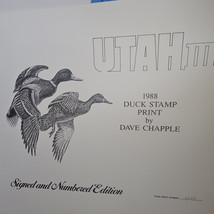 UTAH
1988
DUCK STAMP
PRINT
by
DAVE CHAPPLE
Signed and Numbered Edition